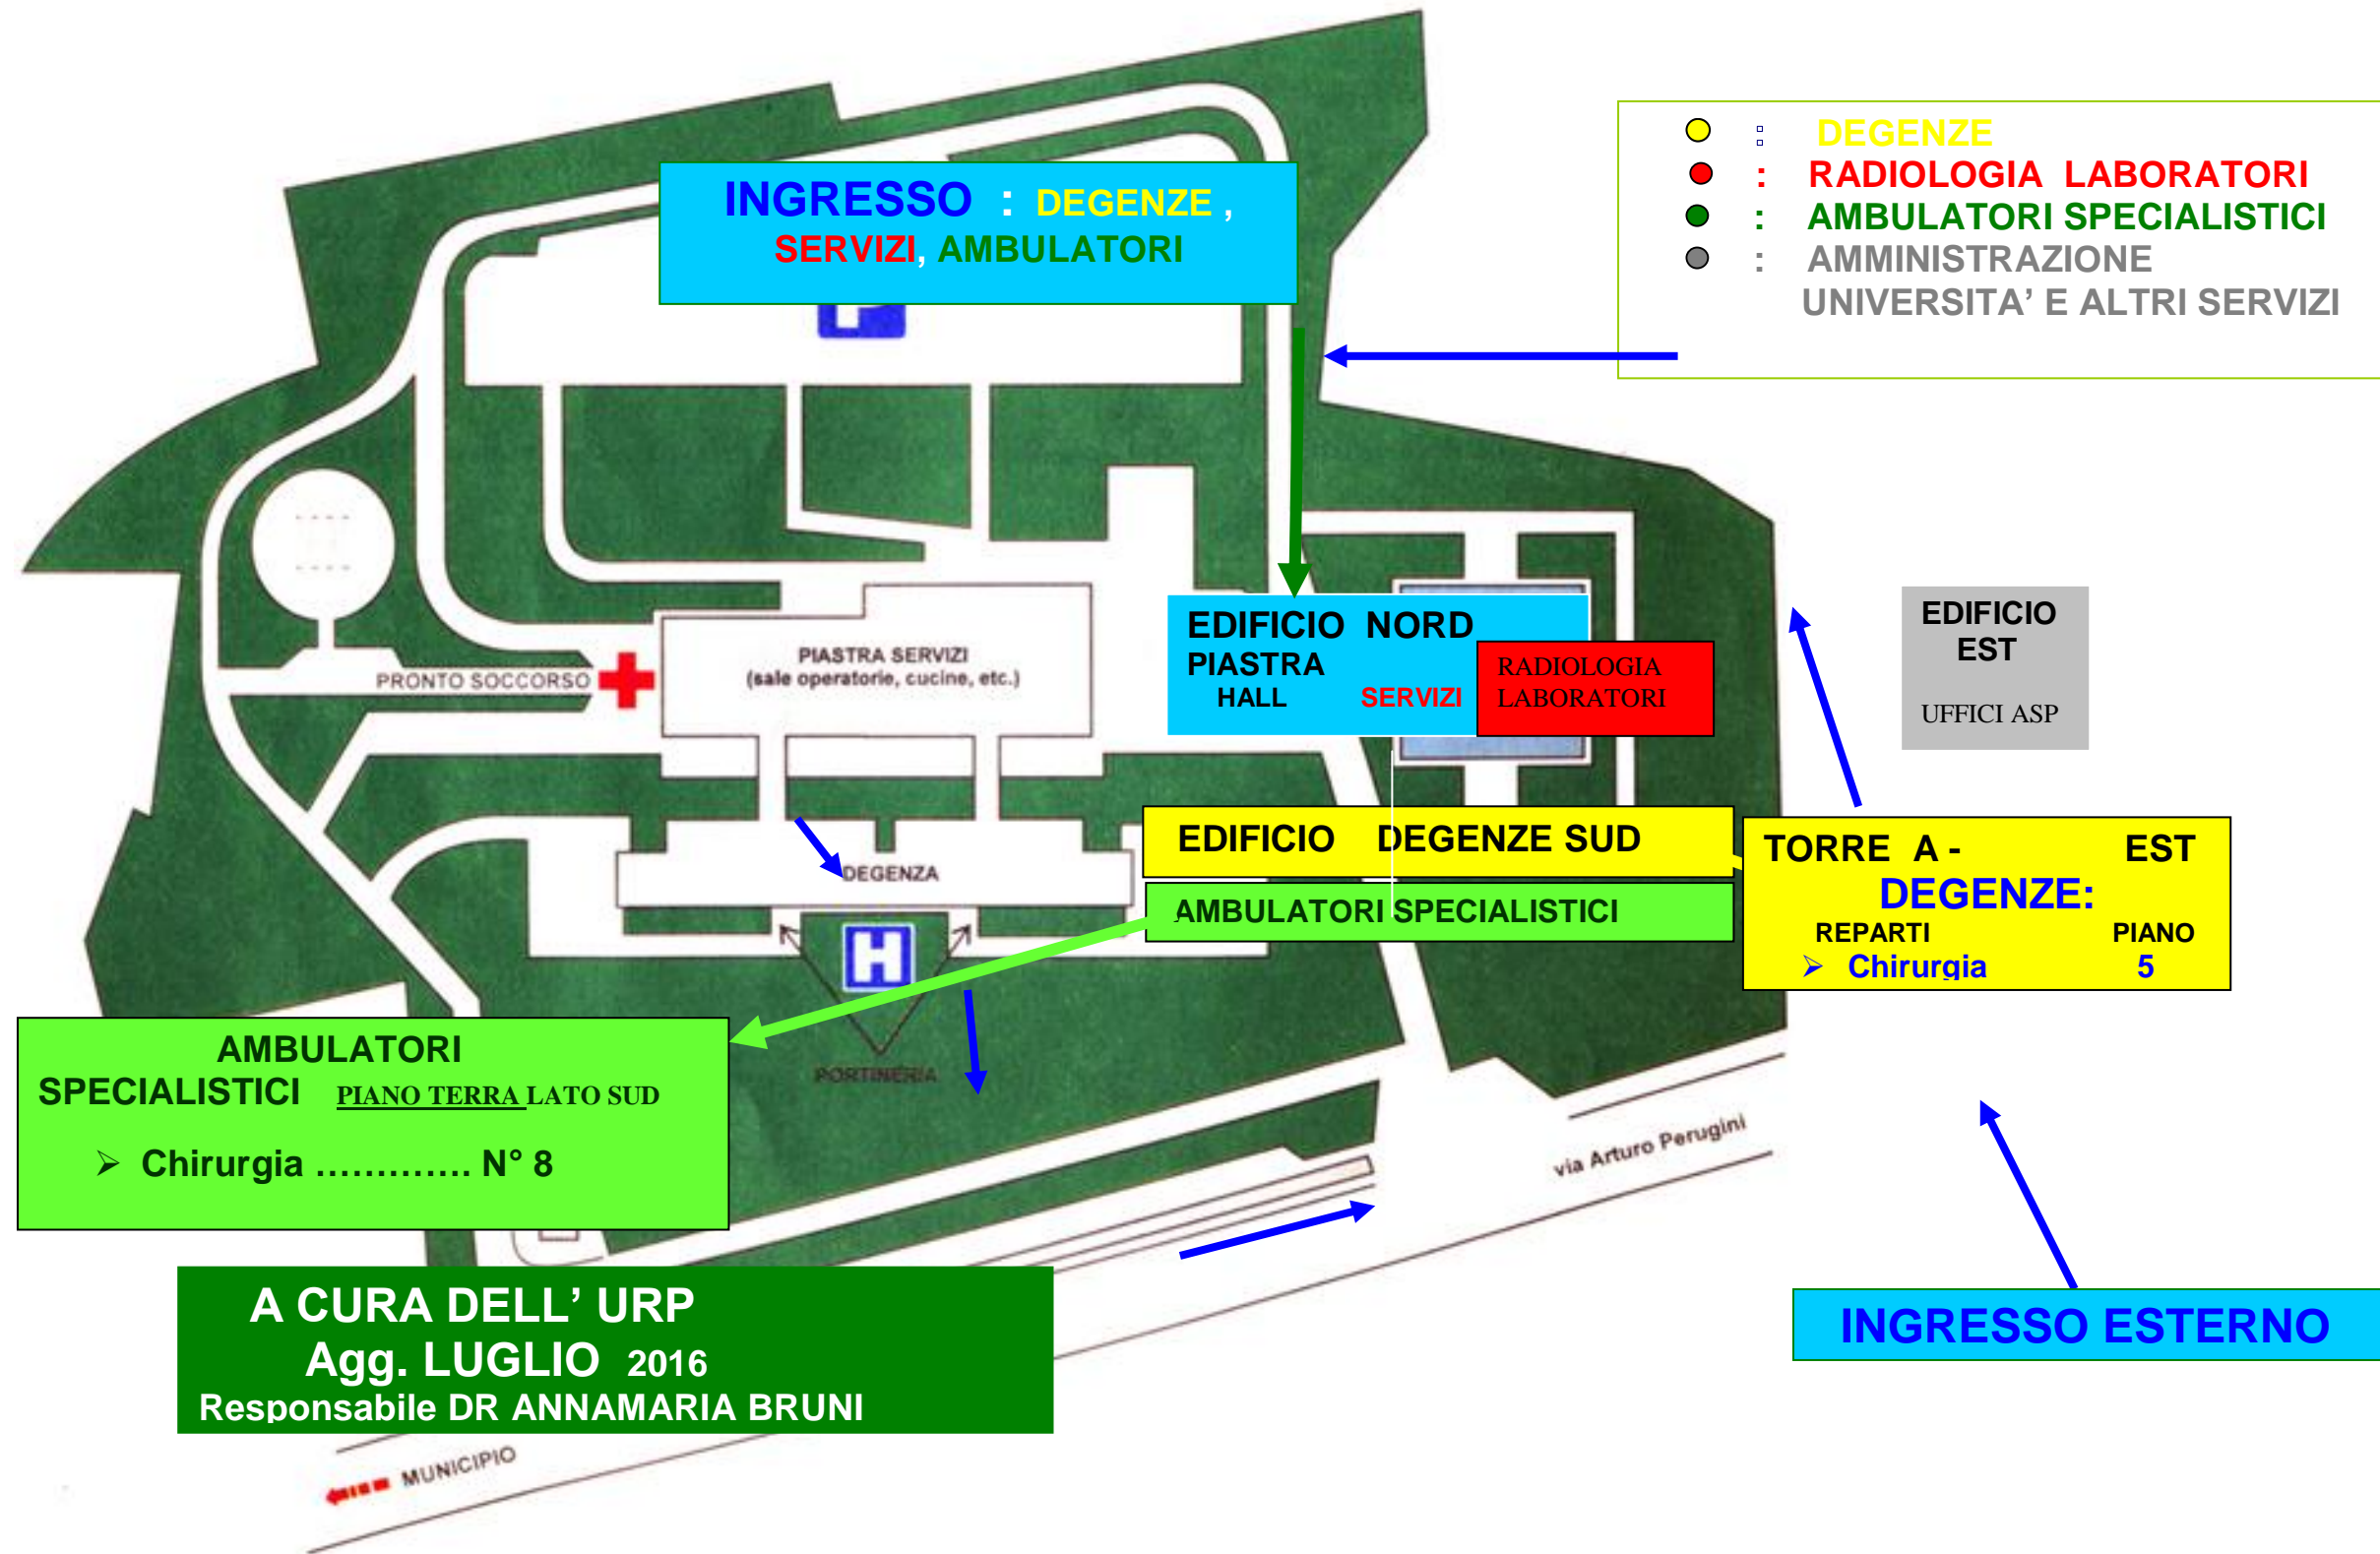 : DEGENZE
: RADIOLOGIA LABORATORI
: AMBULATORI SPECIALISTICI
: AMMINISTRAZIONE
UNIVERSITA’ E ALTRI SERVIZI
INGRESSO : DEGENZE ,
SERVIZI, AMBULATORI
EDIFICIO NORD
PIASTRA
HALL SERVIZI
RADIOLOGIA
LABORATORI
EDIFICIO
EST
UFFICI ASP
PIASTRA SERVIZI
(sale operatorie, cucine, etc.)
PRONTO SOCCORSO
EDIFICIO DEGENZE SUD
AMBULATORI SPECIALISTICI
TORRE A - EST
DEGENZE:
REPARTI PIANO
➢ Chirurgia 5
DEGENZA
H
PORTINERIA
AMBULATORI
SPECIALISTICI PIANO TERRA LATO SUD
➢ Chirurgia …………. N° 8
via Arturo Perugini
INGRESSO ESTERNO
A CURA DELL’ URP
Agg. LUGLIO 2016
Responsabile DR ANNAMARIA BRUNI
MUNICIPIO